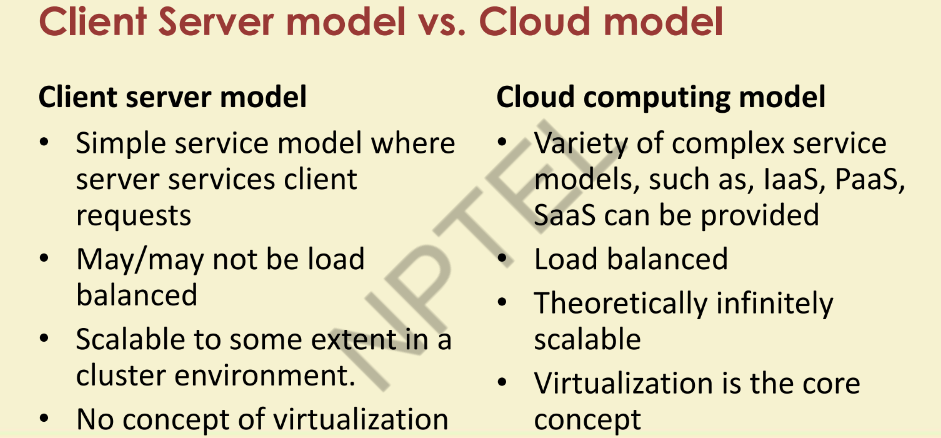 Client Server model vs. Cloud model
Client server model
• Simple service model where
server services client
requests
• May/may not be load
balanced
• Scalable to some extent in a
cluster environment.
• No concept of virtualization
Cloud computing model
• Variety of complex service
models, such as, IaaS, PaaS,
SaaS can be provided
• Load balanced
• Theoretically infinitely
scalable
• Virtualization is the core
concept
NPTEL